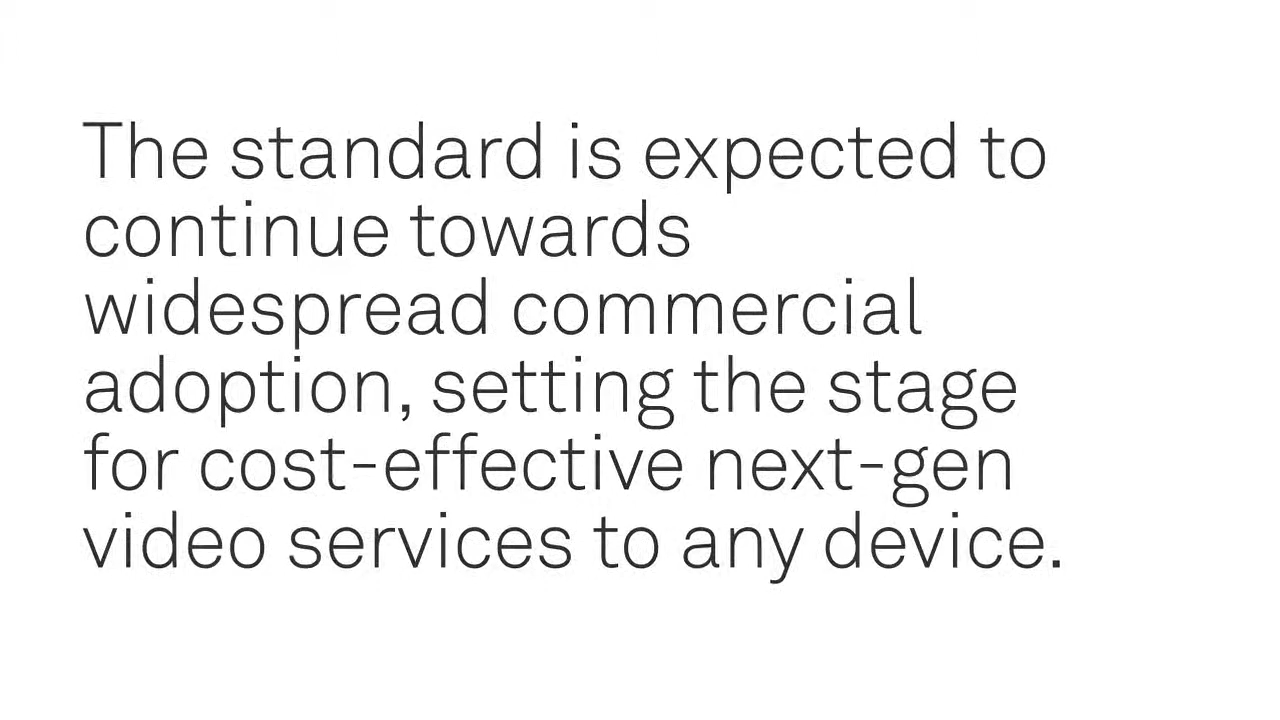 The standard is expected to
continue towards
widespread commercial
adoption, setting the stage
for cost-effective next-gen
video services to any device.